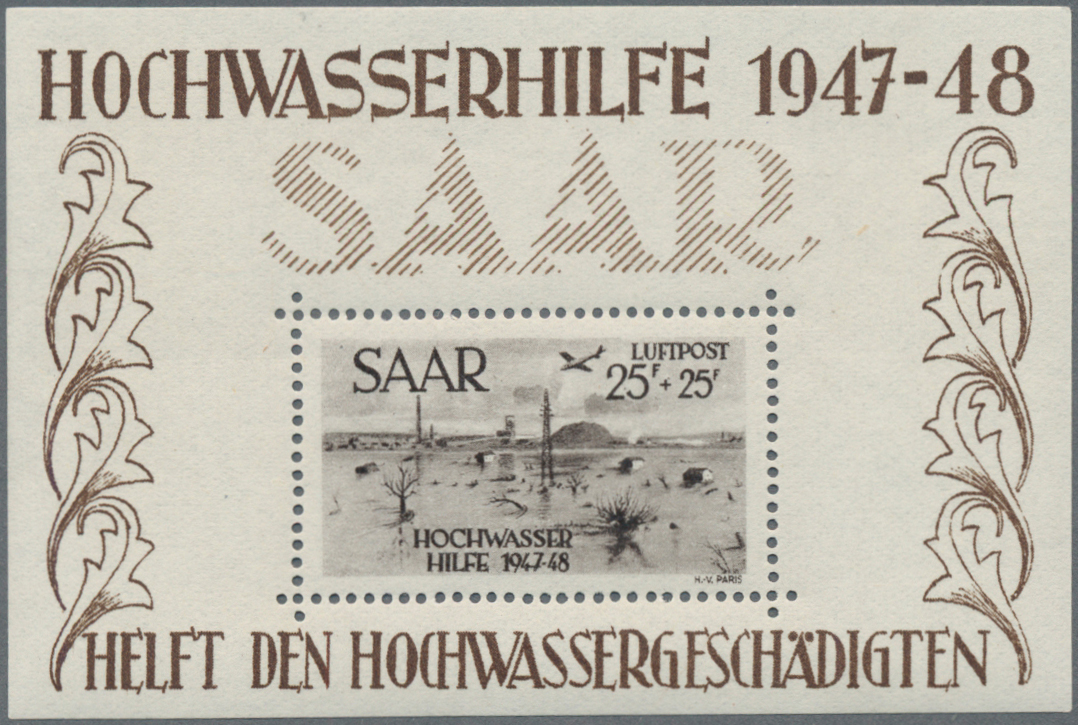 HOCHWASSERHILFE 1947-48
SAAR
SAAR
LUFTPOST
25F + 25F
HOCHWASSER
HILFE 1947-48
H.-V. PARIS
HELFT DEN HOCHWASSERGESCHÄDIGTEN